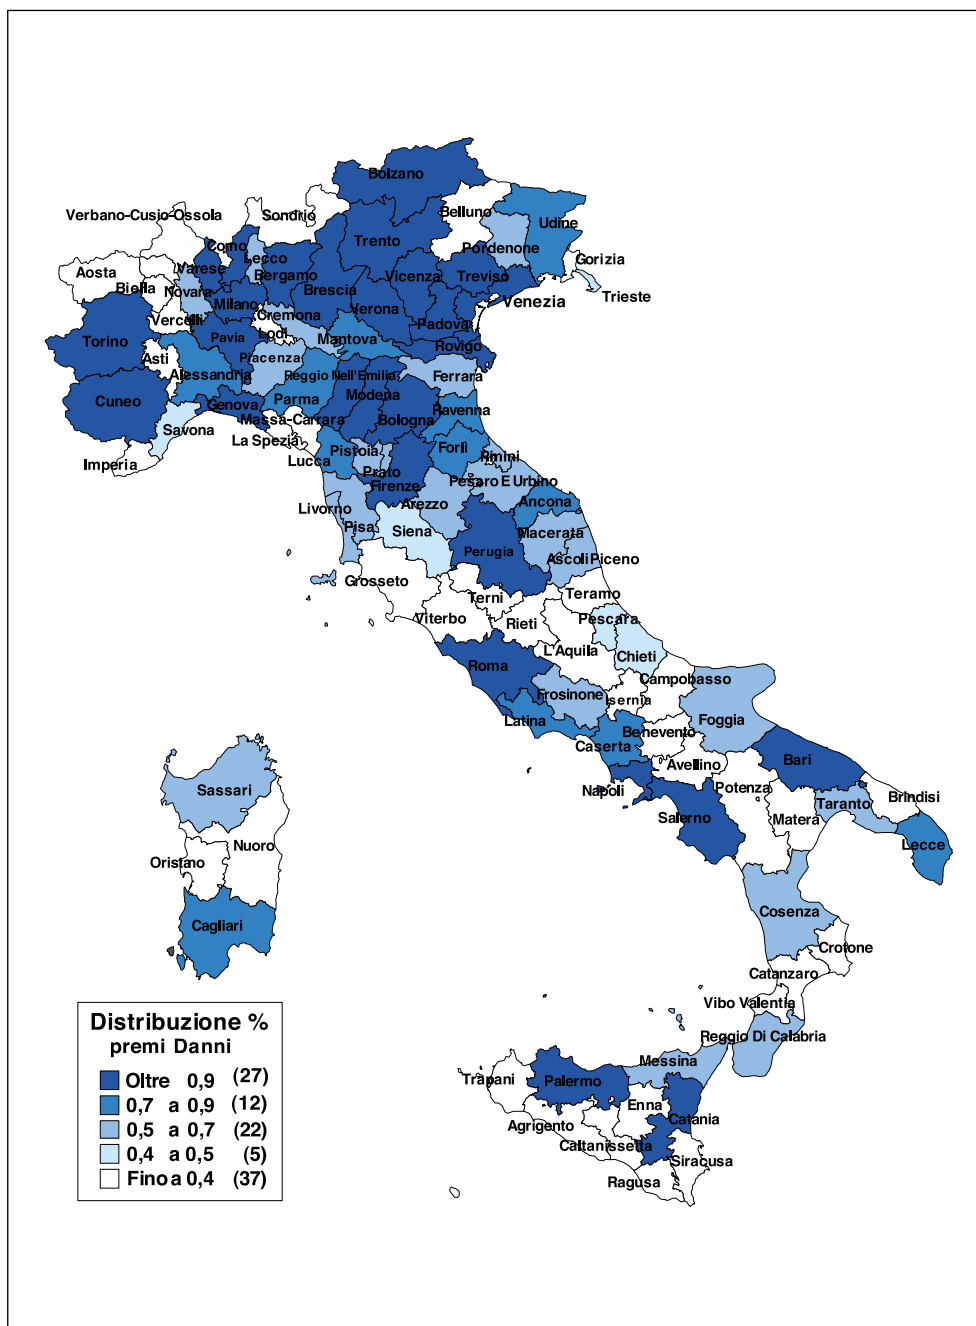 Bolzano
Verbano-Cusio-Ossola
Sondrio
Belluno
Udine
Como
Trento
Pordenone
Lecco
Gorizia
Aosta
Varese
Bergamo
Vicenza
Treviso
Biella
Novara
Brescia
Trieste
Milano
Verona
Venezia
Vercelli
Cremona
Padova
Lodi
Torino
Pavia
Mantova
Rovigo
Asti
Piacenza
Alessandria
Reggio Nell'Emilia
Ferrara
Cuneo
Genova
Parma
Modena
Massa-Carrara
Bologna
Ravenna
Savona
La Spezia
Pistoia
Forlì
Imperia
Lucca
Prato
Rimini
Firenze
Pesaro E Urbino
Livorno
Arezzo
Ancona
Pisa
Siena
Macerata
Perugia
Ascoli Piceno
Grosseto
Terni
Teramo
Viterbo
Rieti
Pescara
L'Aquila
Roma
Chieti
Frosinone
Campobasso
Isernia
Latina
Foggia
Benevento
Caserta
Bari
Avellino
Napoli
Potenza
Sassari
Salerno
Matera
Taranto
Brindisi
Nuoro
Lecce
Oristano
Cosenza
Cagliari
Crotone
Catanzaro
Vibo Valentia
Reggio Di Calabria
Messina
Trapani
Palermo
Enna
Catania
Agrigento
Caltanissetta
Siracusa
Ragusa
Distribuzione %
premi Danni
Oltre 0,9 (27)
0,7 a 0,9 (12)
0,5 a 0,7 (22)
0,4 a 0,5 (5)
Fino a 0,4 (37)